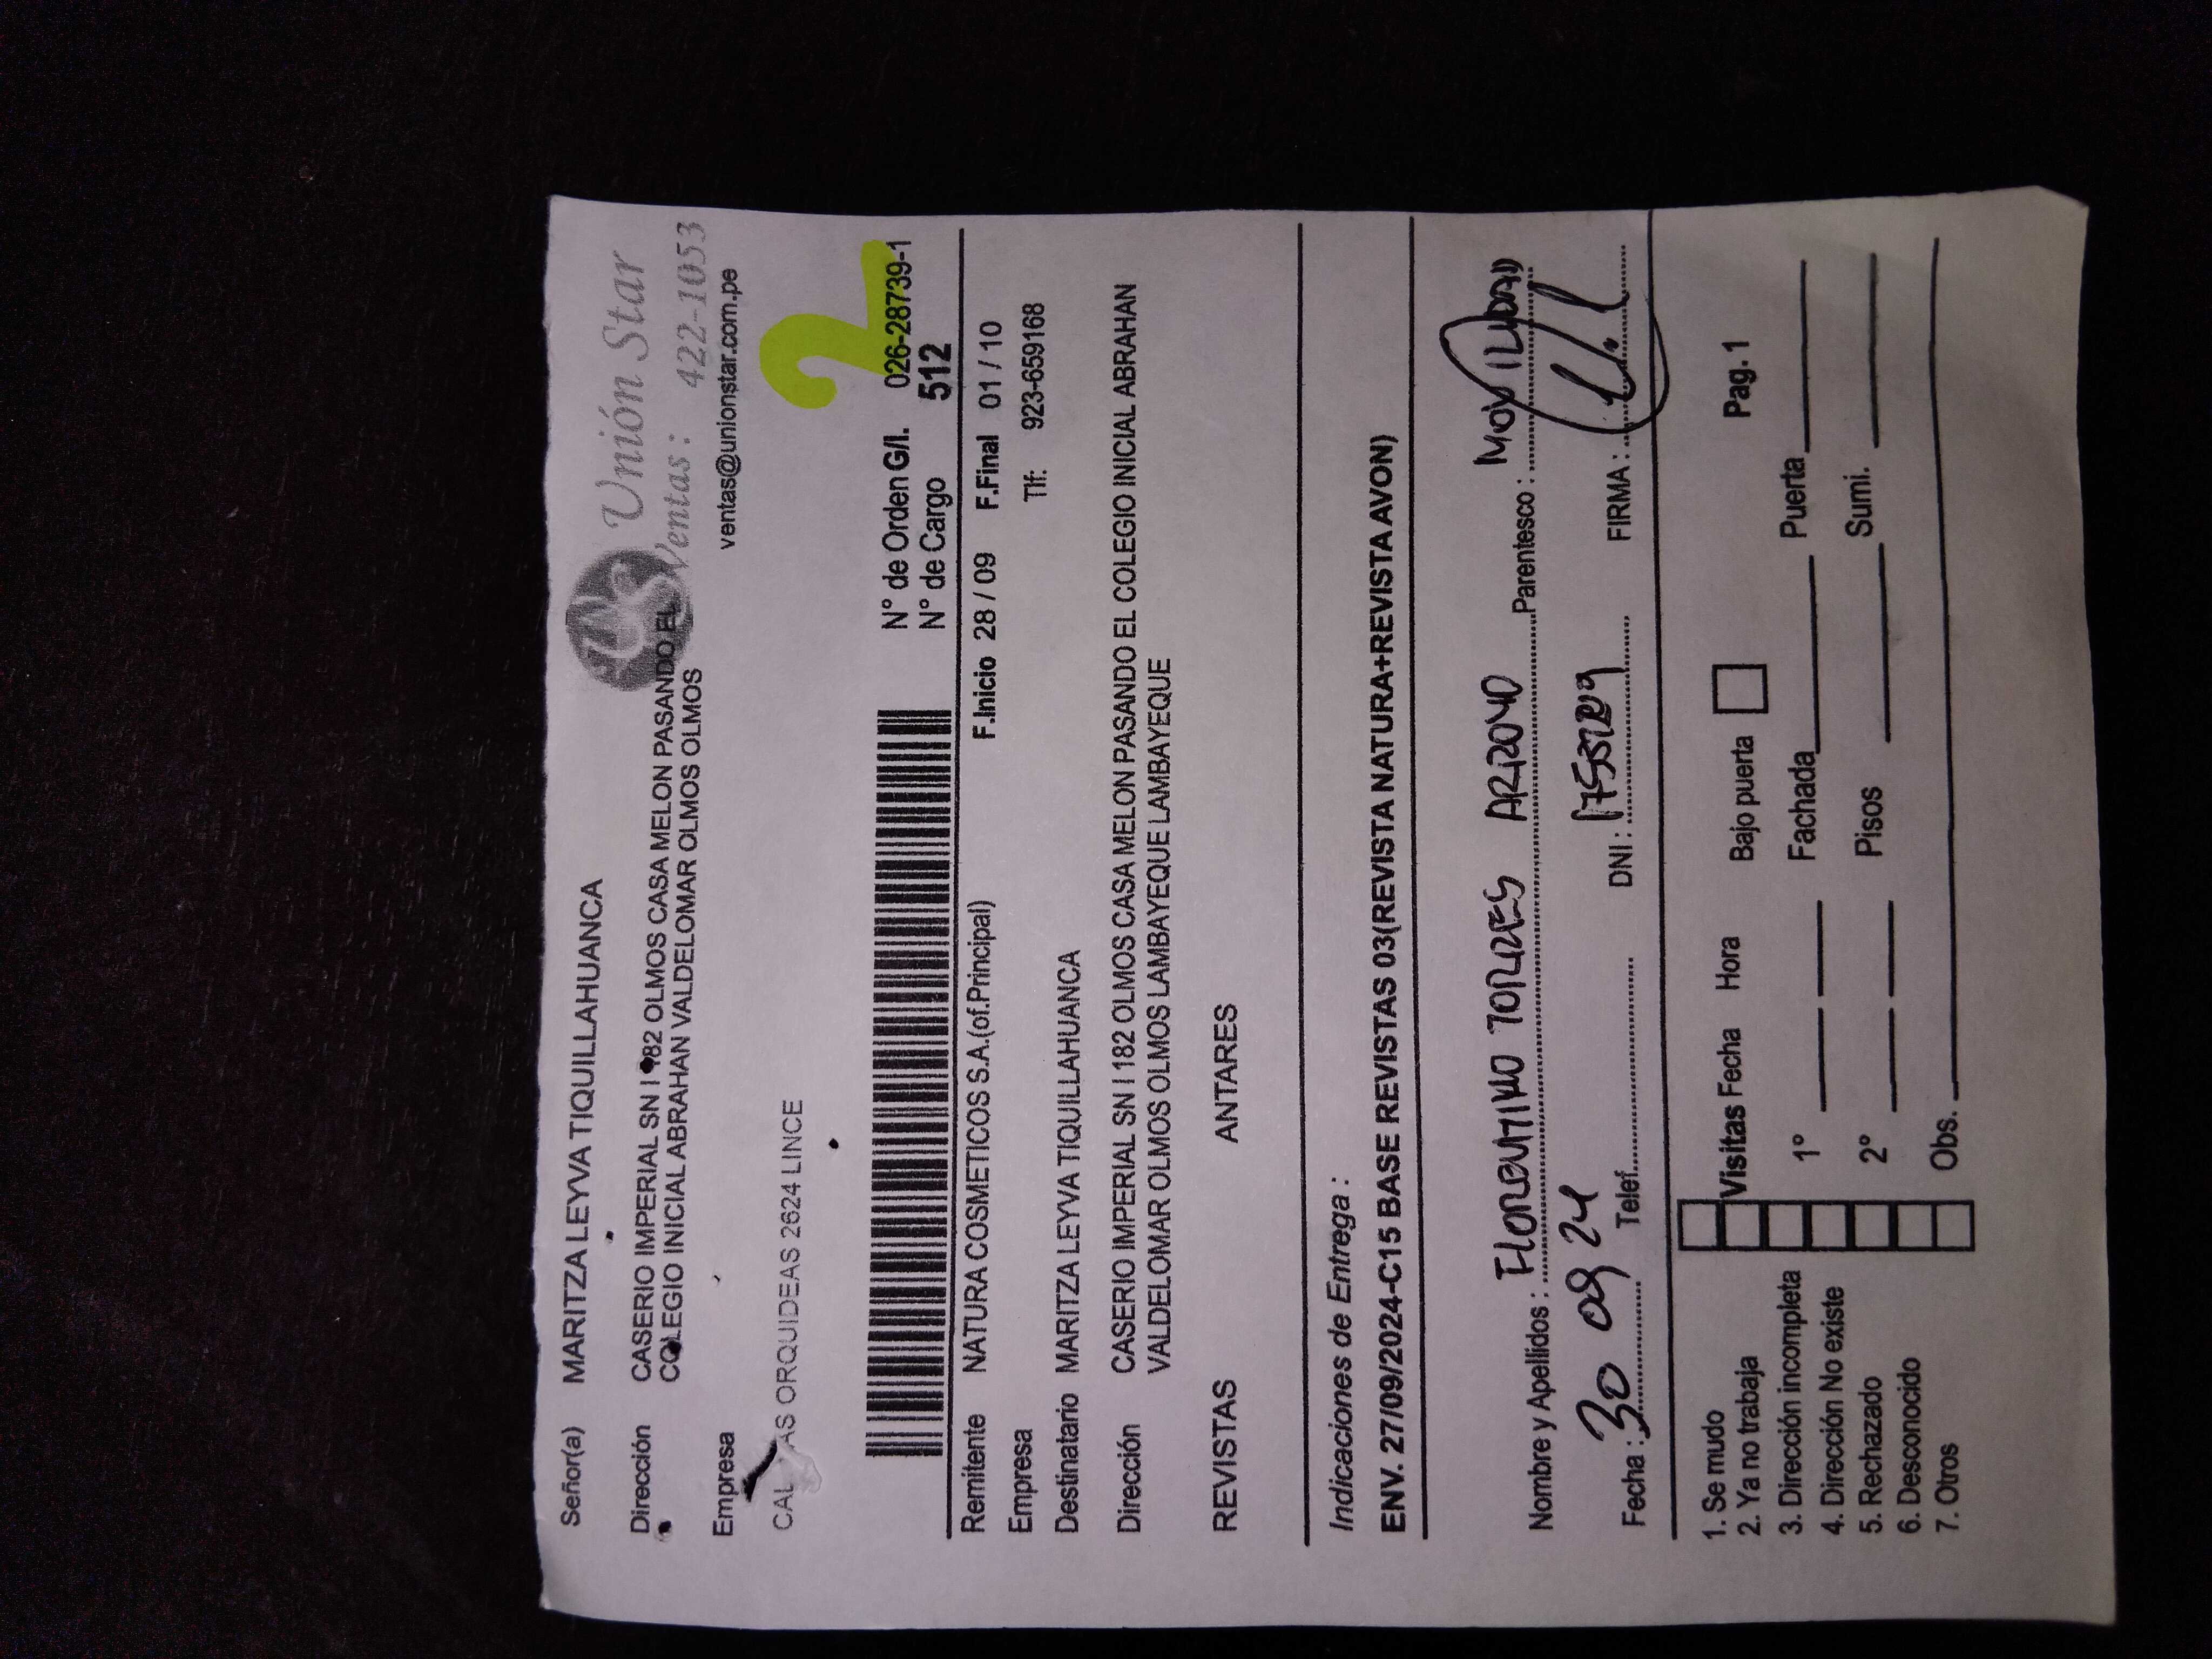 Señor(a) MARITZA LEYVA TIQUILLAHUANCA
Unión Star
Ventas : 422-1053
ventas@unionstar.com.pe
Dirección CASERIO IMPERIAL SN I 182 OLMOS CASA MELON PASANDO EL
COLEGIO INICIAL ABRAHAN VALDELOMAR OLMOS OLMOS
Empresa
AS ORQUIDEAS 2624 LINCE
2
N° de Orden G/I. 026-28739-1
N° de Cargo 512
Remitente NATURA COSMETICOS S.A.(of.Principal) F.Inicio 28 / 09 F.Final 01 / 10
Empresa Tlf: 923-659168
Destinatario MARITZA LEYVA TIQUILLAHUANCA
Dirección CASERIO IMPERIAL SN I 182 OLMOS CASA MELON PASANDO EL COLEGIO INICIAL ABRAHAN
VALDELOMAR OLMOS OLMOS LAMBAYEQUE LAMBAYEQUE
REVISTAS ANTARES
Indicaciones de Entrega :
ENV. 27/09/2024-C15 BASE REVISTAS 03(REVISTA NATURA+REVISTA AVON)
Nombre y Apellidos : Florentino TORRES Parentesco :
Fecha : 30 09 24 Telef. DNI : FIRMA :
1. Se mudo
2. Ya no trabaja
3. Dirección incompleta
4. Dirección No existe
5. Rechazado
6. Desconocido
7. Otros
Visitas Fecha Hora Bajo puerta Pag.1
1° Fachada Puerta
2° Pisos Sumi.
Obs.